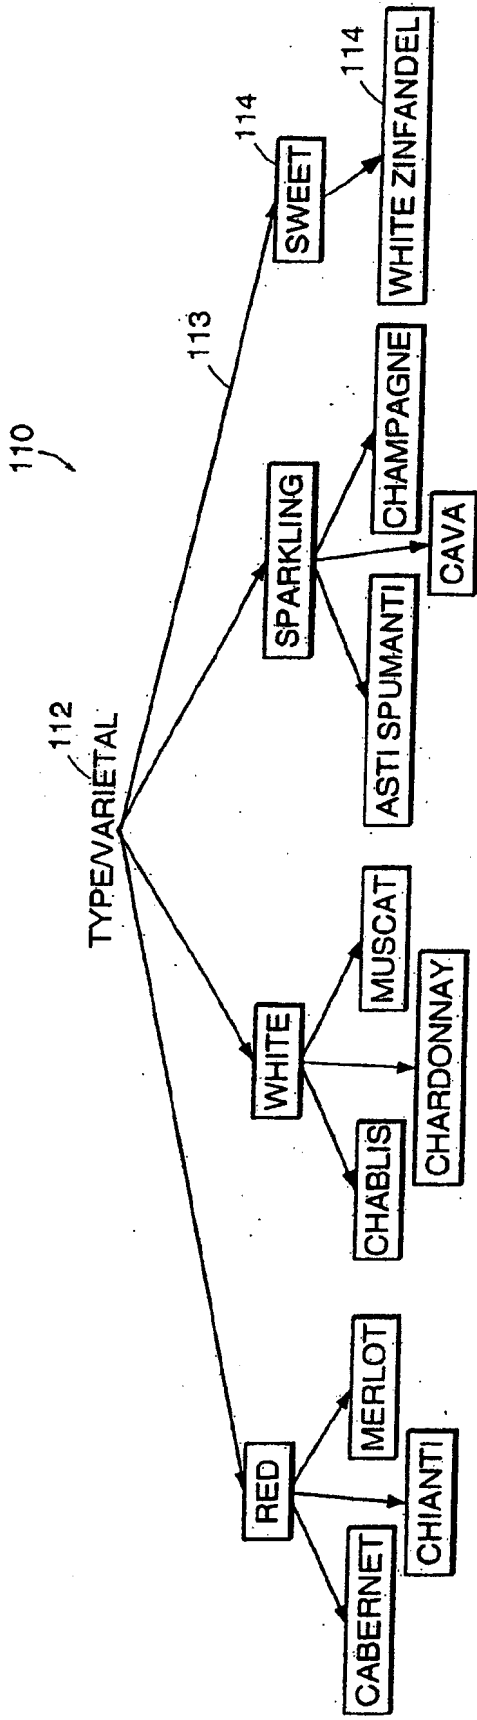 110
TYPE/VARIETAL
112
113
RED
WHITE
SPARKLING
SWEET
114
CABERNET
CHIANTI
MERLOT
CHABLIS
CHARDONNAY
MUSCAT
ASTI SPUMANTI
CAVA
CHAMPAGNE
WHITE ZINFANDEL
114